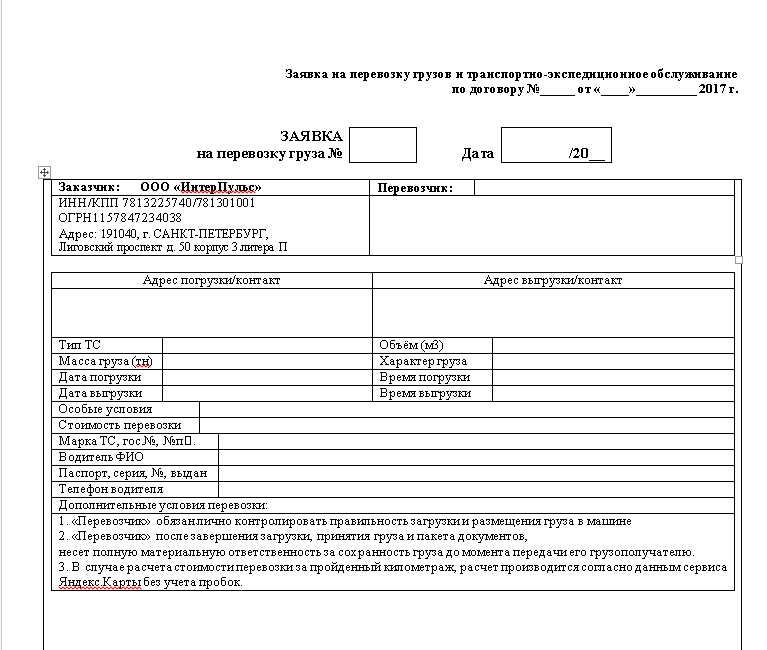 Заявка на перевозку грузов и транспортно-экспедиционное обслуживание
по договору №_____ от «____»_________ 2017 г.
ЗАЯВКА
на перевозку груза № Дата /20__
Заказчик: ООО «ИнтерПульс» Перевозчик:
ИНН/КПП 7813225740/781301001
ОГРН1157847234038
Адрес: 191040, г. САНКТ-ПЕТЕРБУРГ,
Лиговский проспект д. 50 корпус 3 литера П
Адрес погрузки/контакт Адрес выгрузки/контакт
Тип ТС Объём (м3)
Масса груза (тн) Характер груза
Дата погрузки Время погрузки
Дата выгрузки Время выгрузки
Особые условия
Стоимость перевозки
Марка ТС, гос.№, №п▯.
Водитель ФИО
Паспорт, серия, №, выдан
Телефон водителя
Дополнительные условия перевозки:
1. «Перевозчик» обязан лично контролировать правильность загрузки и размещения груза в машине
2. «Перевозчик» после завершения загрузки, принятия груза и пакета документов,
несет полную материальную ответственность за сохранность груза до момента передачи его грузополучателю.
3. В случае расчета стоимости перевозки за пройденный километраж, расчет производится согласно данным сервиса
Яндекс.Карты без учета пробок.